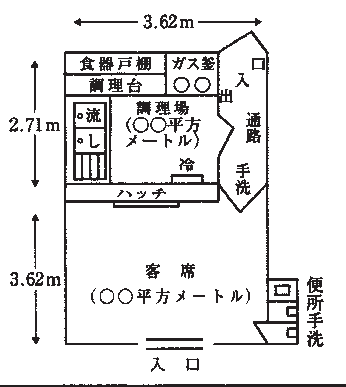 3.62m
食器戸棚
ガス釜
調理台
入口
出
2.71m
流し
調理場
(○○平方
メートル)
通路
冷
手洗
ハッチ
3.62m
客席
(○○平方メートル)
便所手洗
入口